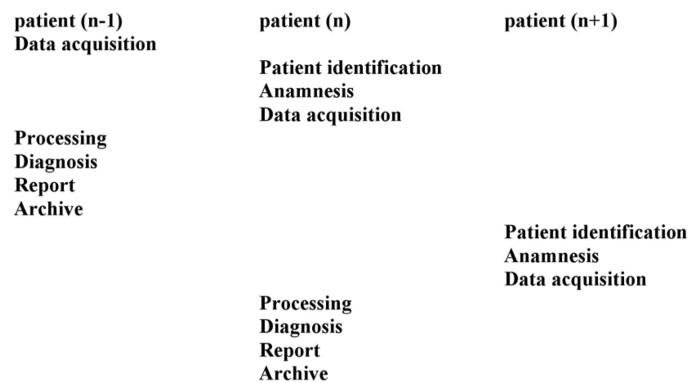 patient (n-1) patient (n) patient (n+1)
Data acquisition
Patient identification
Anamnesis
Data acquisition
Processing
Diagnosis
Report
Archive
Patient identification
Anamnesis
Data acquisition
Processing
Diagnosis
Report
Archive